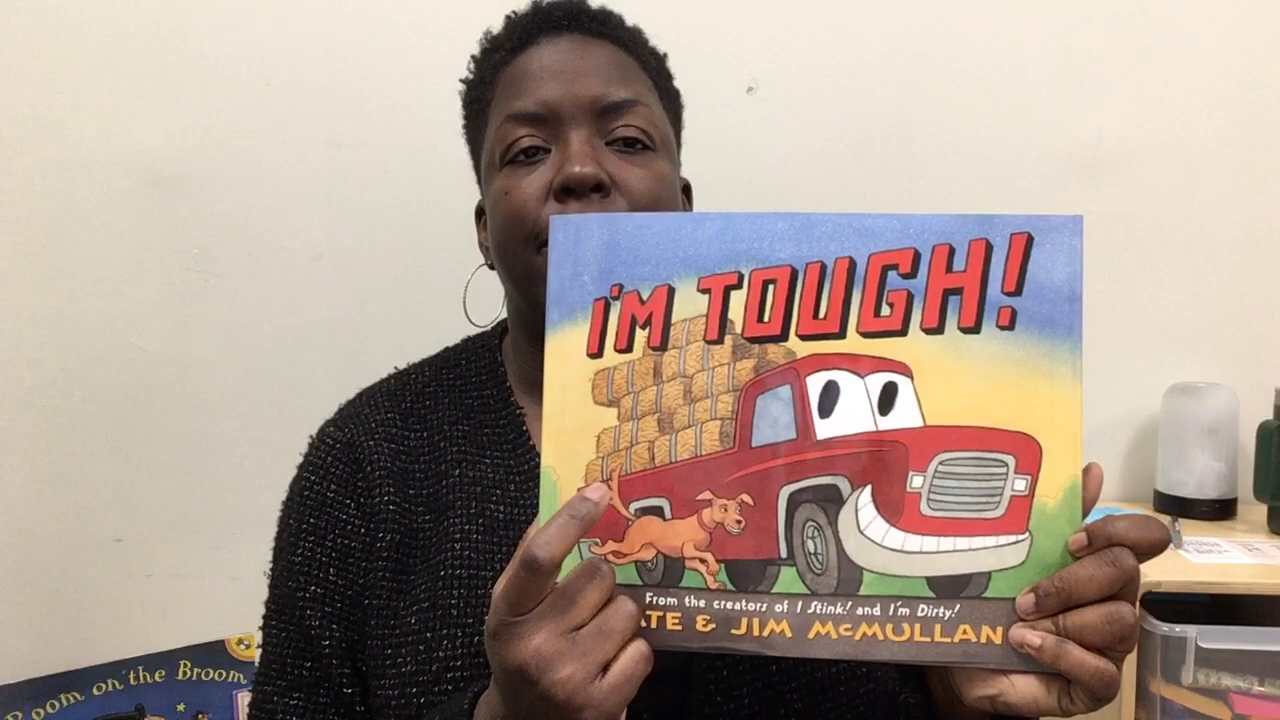 I'M TOUGH!
From the creators of I Stink! and I'm Dirty!
ATE & JIM McMULLAN
Room on the Broom